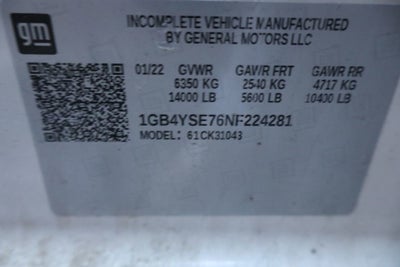 gm
INCOMPLETE VEHICLE MANUFACTURED
BY GENERAL MOTORS LLC
01/22 GVWR GAWR FRT GAWR RR
6350 KG 2540 KG 4717 KG
14000 LB 5600 LB 10400 LB
1GB4YSE76NF224281
MODEL: 61CK31043